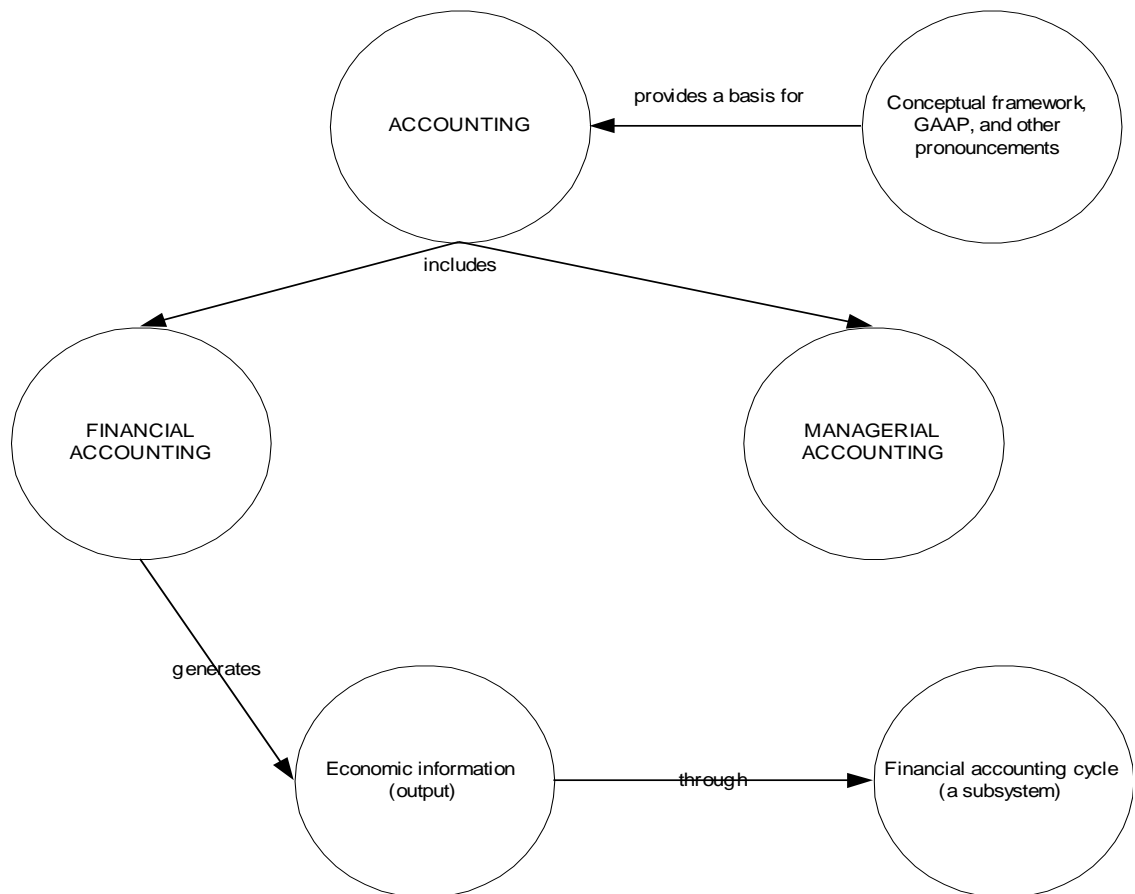 provides a basis for
ACCOUNTING
Conceptual framework,
GAAP, and other
pronouncements
includes
FINANCIAL
ACCOUNTING
MANAGERIAL
ACCOUNTING
generates
Economic information
(output)
through
Financial accounting cycle
(a subsystem)